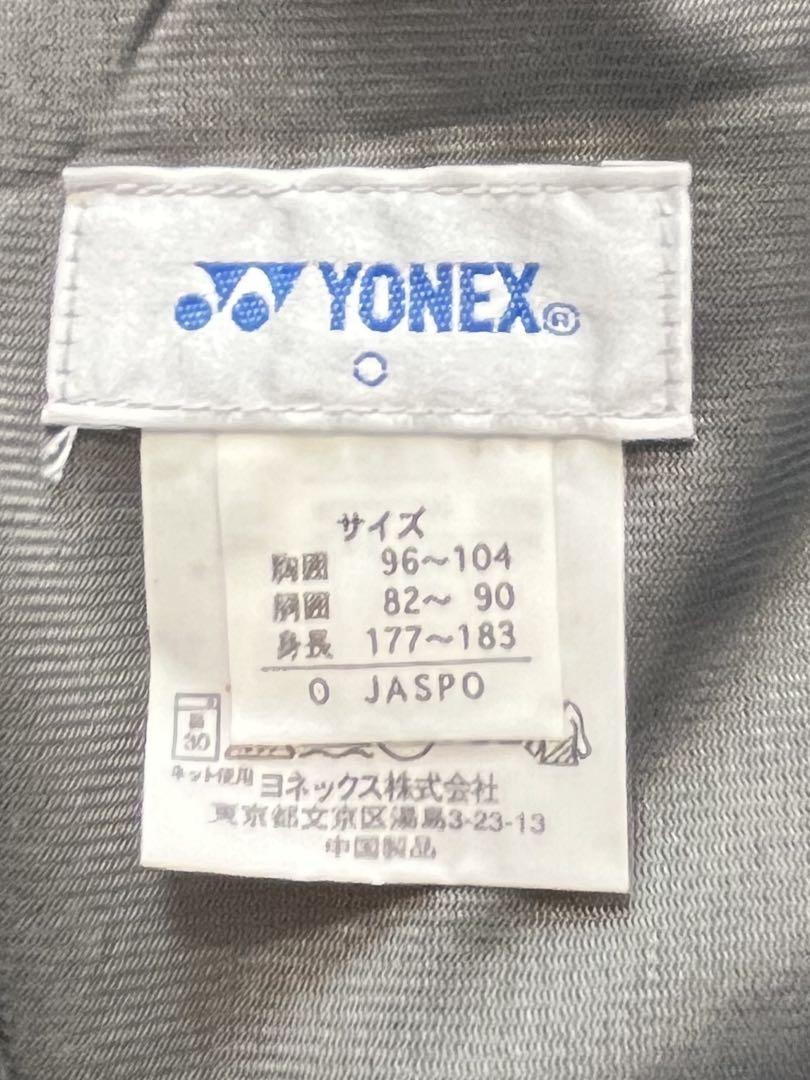 YONEX®
O
サイズ
胸囲 96～104
胴囲 82～ 90
身長 177～183
O JASPO
弱
30
ネット使用
ヨネックス株式会社
東京都文京区湯島3-23-13
中国製品